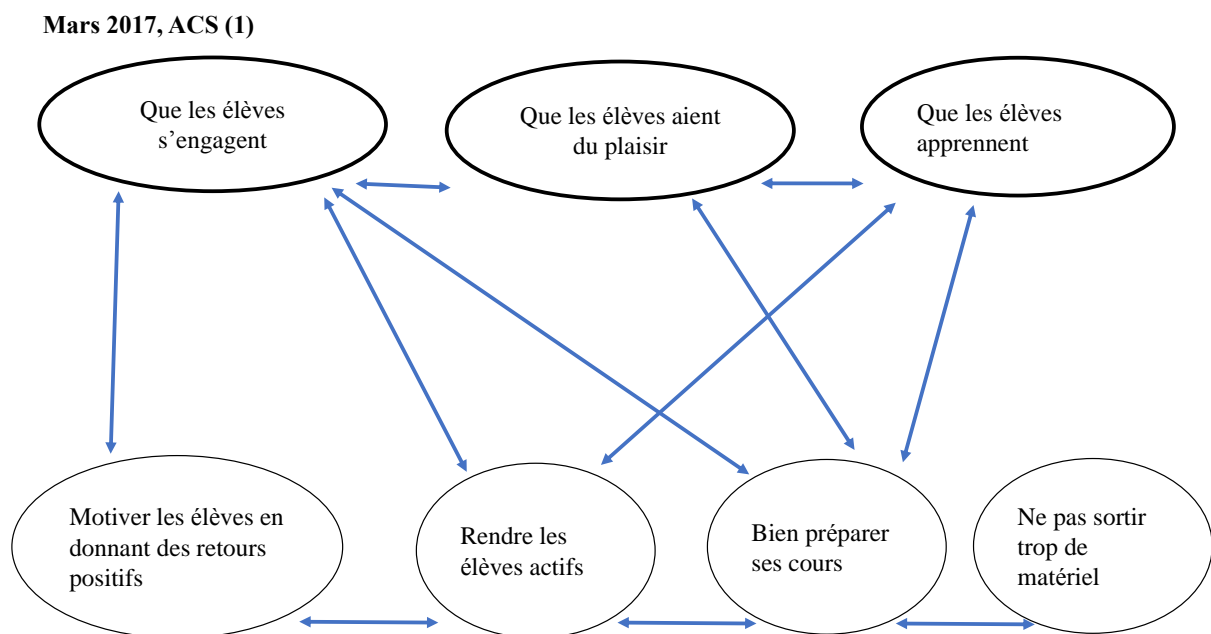 Mars 2017, ACS (1)
Que les élèves
s’engagent
Que les élèves aient
du plaisir
Que les élèves
apprennent
Motiver les élèves en
donnant des retours
positifs
Rendre les
élèves actifs
Bien préparer
ses cours
Ne pas sortir
trop de
matériel